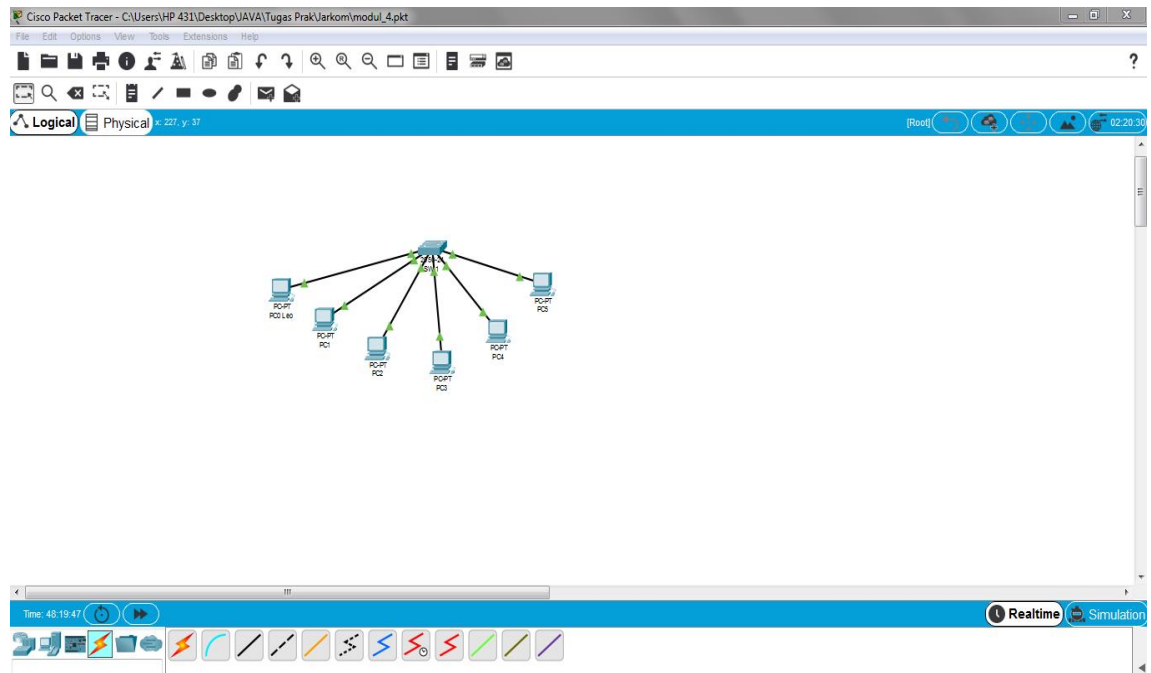 Cisco Packet Tracer - C:\Users\HP 431\Desktop\JAVA\Tugas Prak\Jarkom\modul_4.pkt
File Edit Options View Tools Extensions Help
Logical Physical x: 227, y: 37 [Root] 02:20:30
PC-PT
PC0 Leo
PC-PT
PC1
PC-PT
PC2
PC-PT
PC3
PC-PT
PC4
PC-PT
PC5
Time: 48:19:47 Realtime Simulation